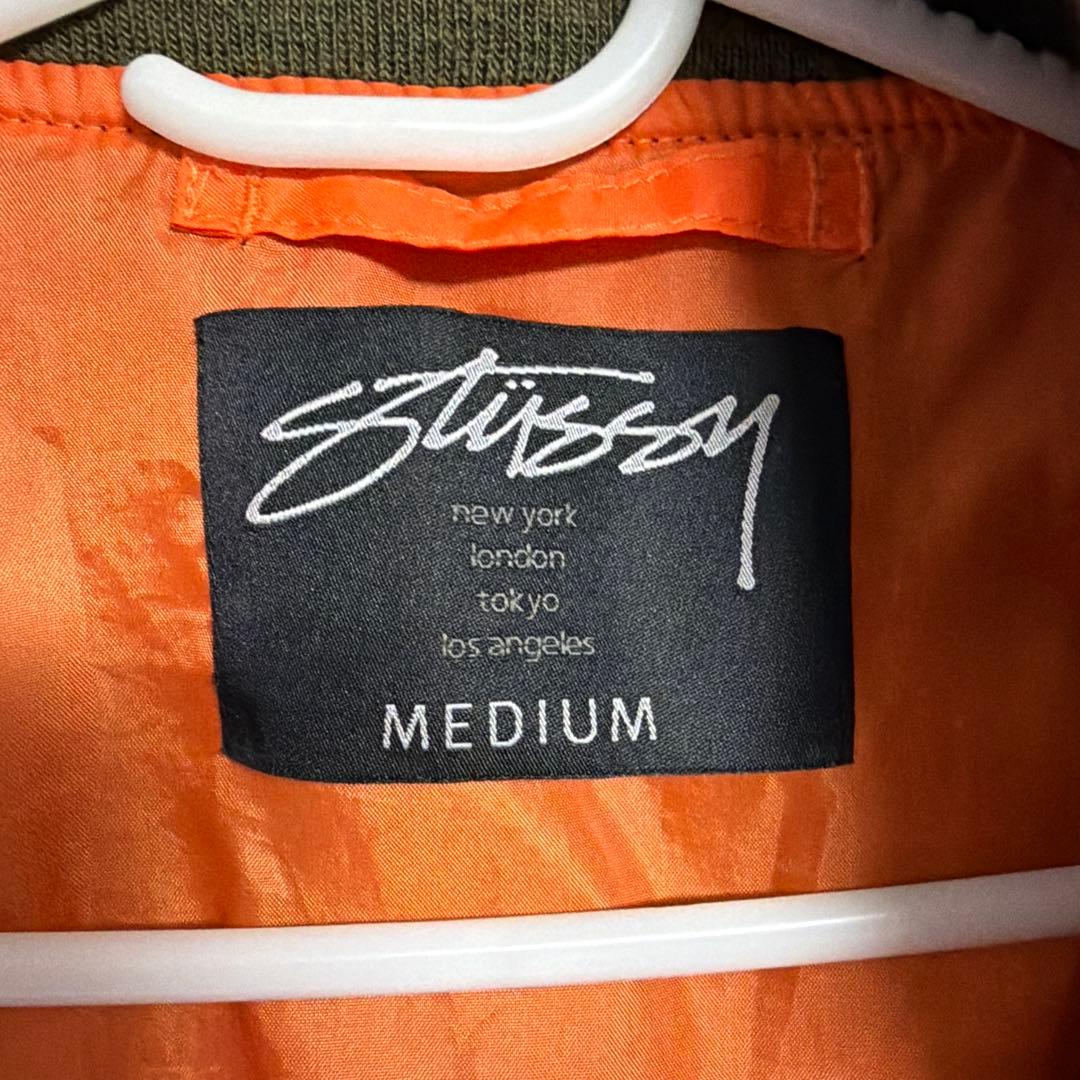 Stüssy
new york
london
tokyo
los angeles
MEDIUM